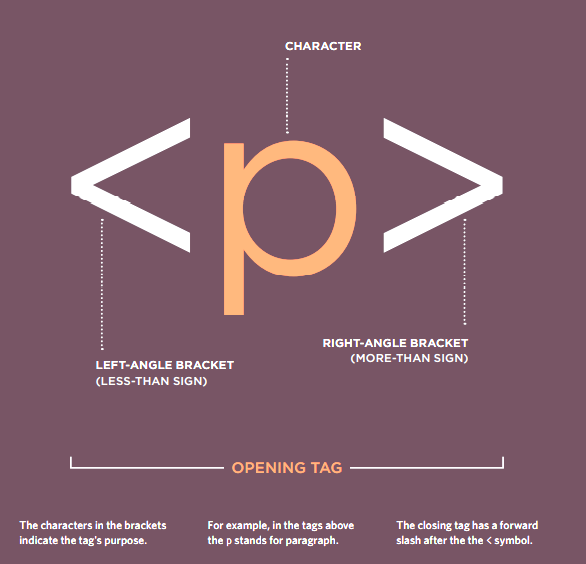 CHARACTER
<p>
LEFT-ANGLE BRACKET
(LESS-THAN SIGN)
RIGHT-ANGLE BRACKET
(MORE-THAN SIGN)
OPENING TAG
The characters in the brackets
indicate the tag's purpose.
For example, in the tags above
the p stands for paragraph.
The closing tag has a forward
slash after the the < symbol.